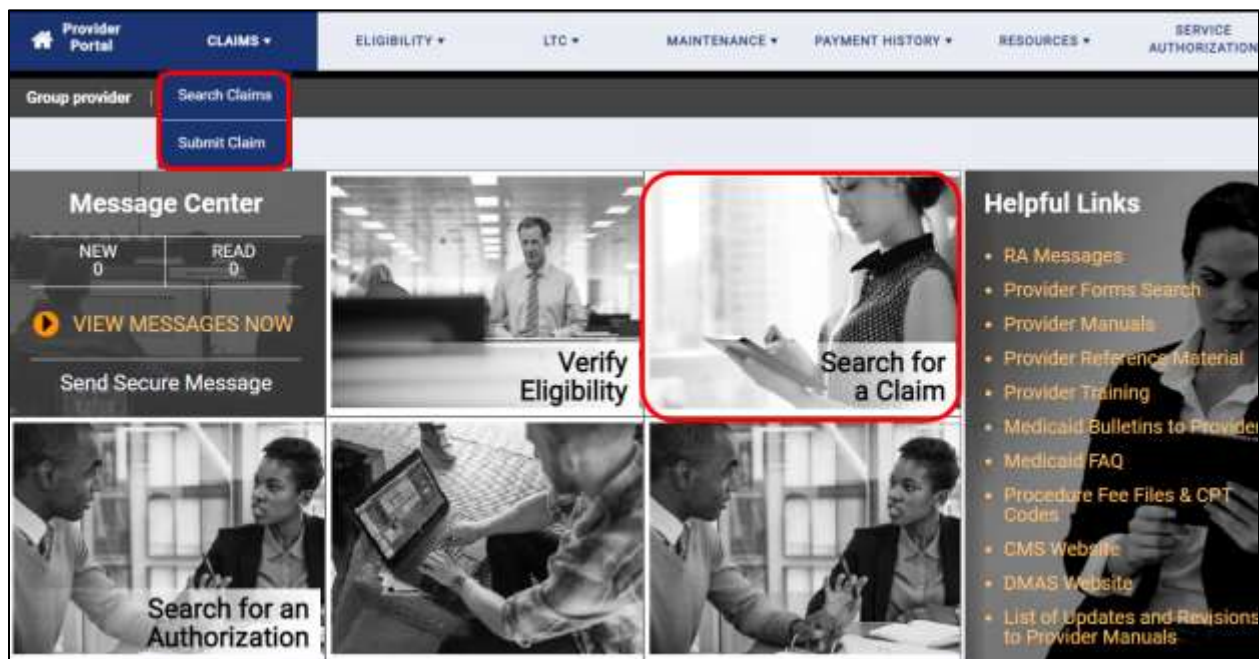 Provider
Portal
CLAIMS ▾
ELIGIBILITY ▾
LTC ▾
MAINTENANCE ▾
PAYMENT HISTORY ▾
RESOURCES ▾
SERVICE
AUTHORIZATION
Group provider |
Search Claims
Submit Claim
Message Center
NEW
0
READ
0
VIEW MESSAGES NOW
Send Secure Message
Verify
Eligibility
Search for
a Claim
Search for an
Authorization
Helpful Links
• RA Messages
• Provider Forms Search
• Provider Manuals
• Provider Reference Material
• Provider Training
• Medicaid Bulletins to Provider
• Medicaid FAQ
• Procedure Fee Files & CPT
Codes
• CMS Website
• DMAS Website
• List of Updates and Revisions
to Provider Manuals